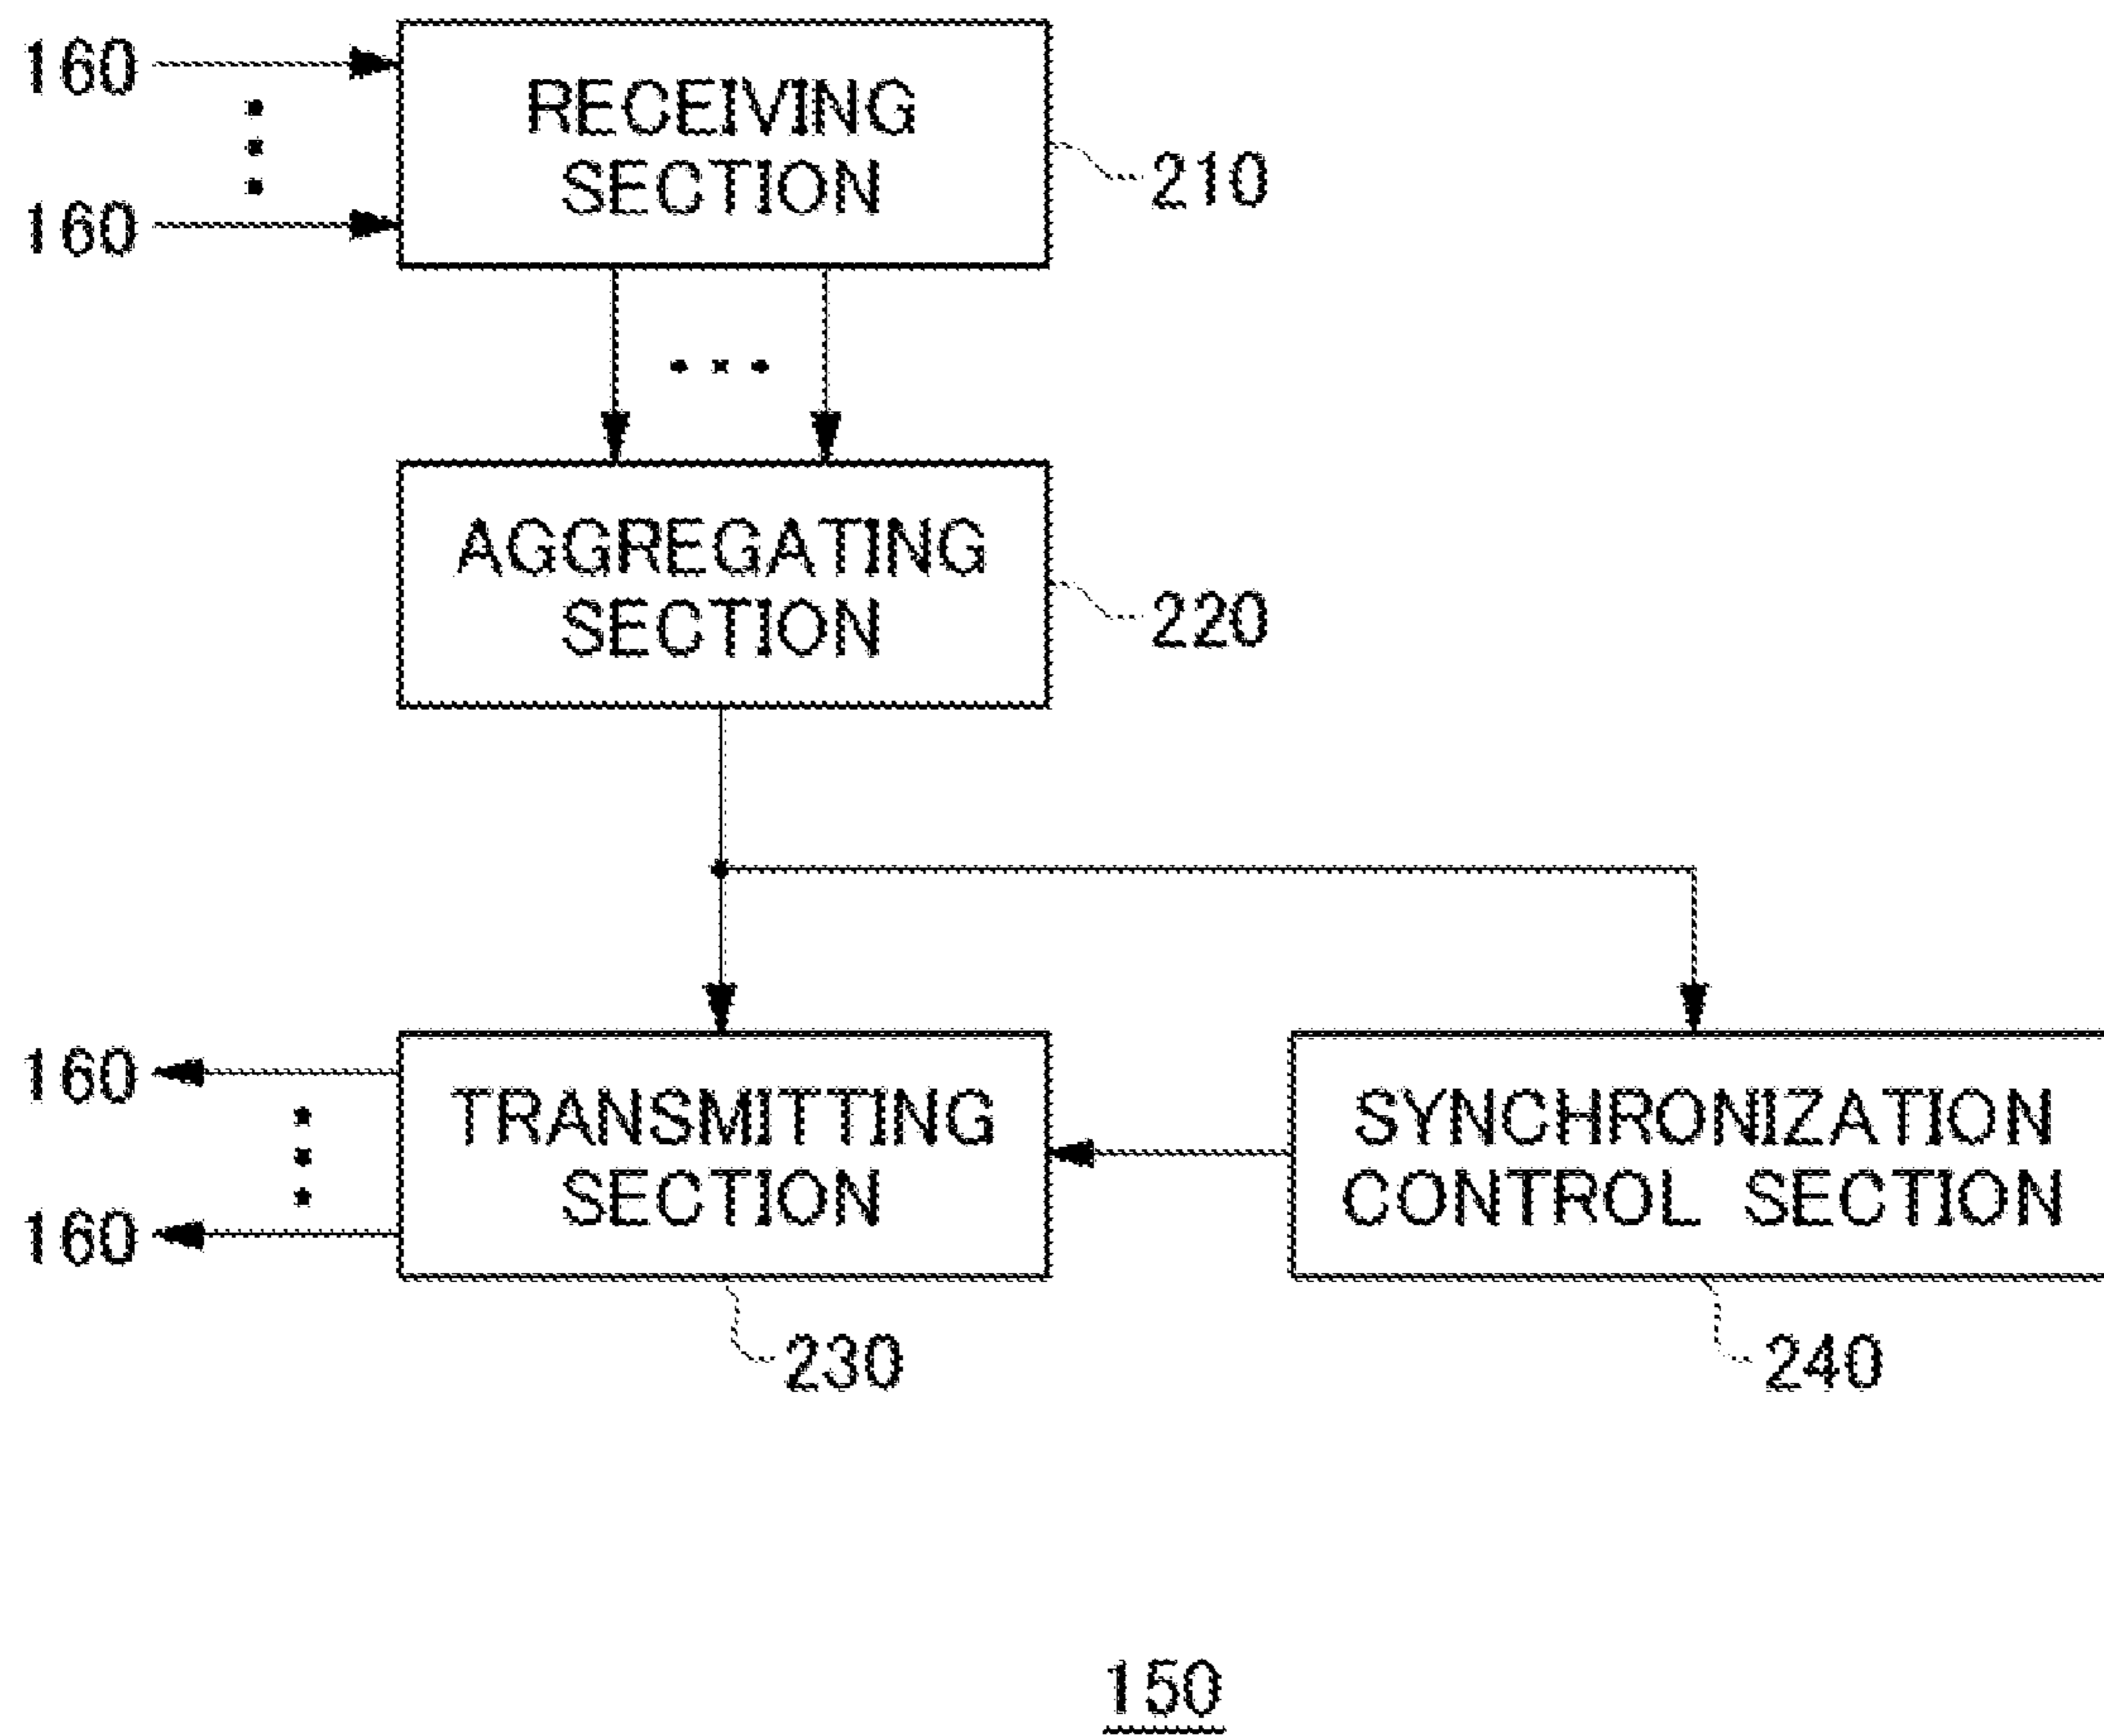 160
RECEIVING
SECTION
210
160
AGGREGATING
SECTION
220
160
TRANSMITTING
SECTION
SYNCHRONIZATION
CONTROL SECTION
160
230
240
150